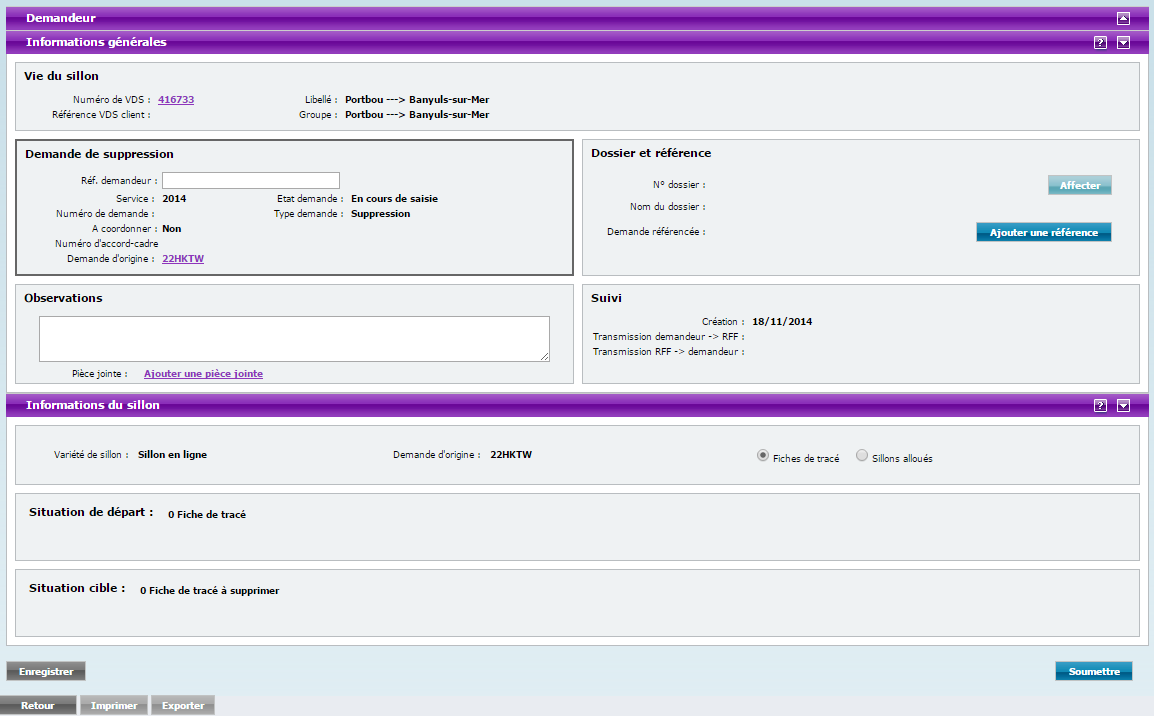 Demandeur
Informations générales
?
Vie du sillon
Numéro de VDS : 416733
Libellé : Portbou ---> Banyuls-sur-Mer
Référence VDS client :
Groupe : Portbou ---> Banyuls-sur-Mer
Demande de suppression
Réf. demandeur :
Service : 2014
Etat demande : En cours de saisie
Numéro de demande :
Type demande : Suppression
A coordonner : Non
Numéro d'accord-cadre
Demande d'origine : 22HKTW
Dossier et référence
N° dossier :
Affecter
Nom du dossier :
Demande référencée :
Ajouter une référence
Observations
Pièce jointe : Ajouter une pièce jointe
Suivi
Création : 18/11/2014
Transmission demandeur -> RFF :
Transmission RFF -> demandeur :
Informations du sillon
?
Variété de sillon : Sillon en ligne
Demande d'origine : 22HKTW
Fiches de tracé
Sillons alloués
Situation de départ : 0 Fiche de tracé
Situation cible : 0 Fiche de tracé à supprimer
Enregistrer
Soumettre
Retour
Imprimer
Exporter